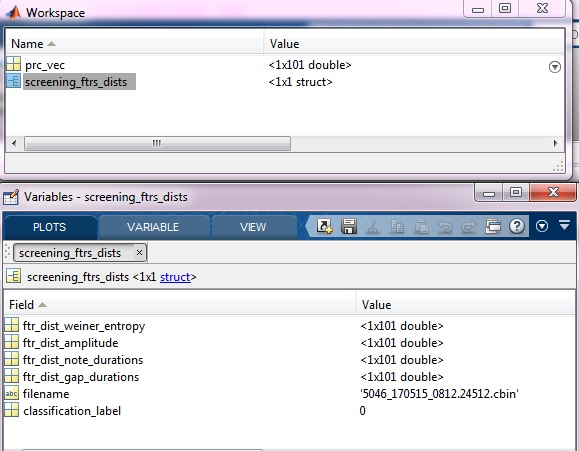 Workspace
Name Value
prc_vec <1x101 double>
screening_ftrs_dists <1x1 struct>
Variables - screening_ftrs_dists
PLOTS VARIABLE VIEW
screening_ftrs_dists ×
screening_ftrs_dists <1x1 struct>
Field Value
ftr_dist_weiner_entropy <1x101 double>
ftr_dist_amplitude <1x101 double>
ftr_dist_note_durations <1x101 double>
ftr_dist_gap_durations <1x101 double>
abc filename '5046_170515_0812.24512.cbin'
classification_label 0